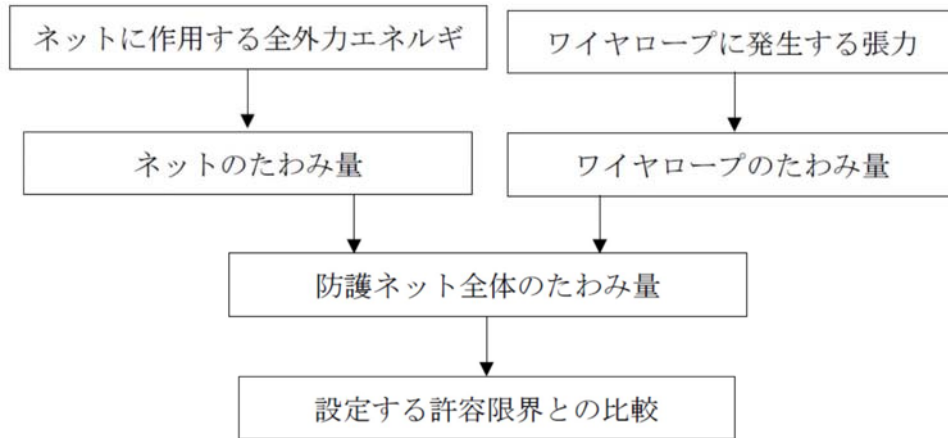 ネットに作用する全外力エネルギ
ワイヤロープに発生する張力
ネットのたわみ量
ワイヤロープのたわみ量
防護ネット全体のたわみ量
設定する許容限界との比較